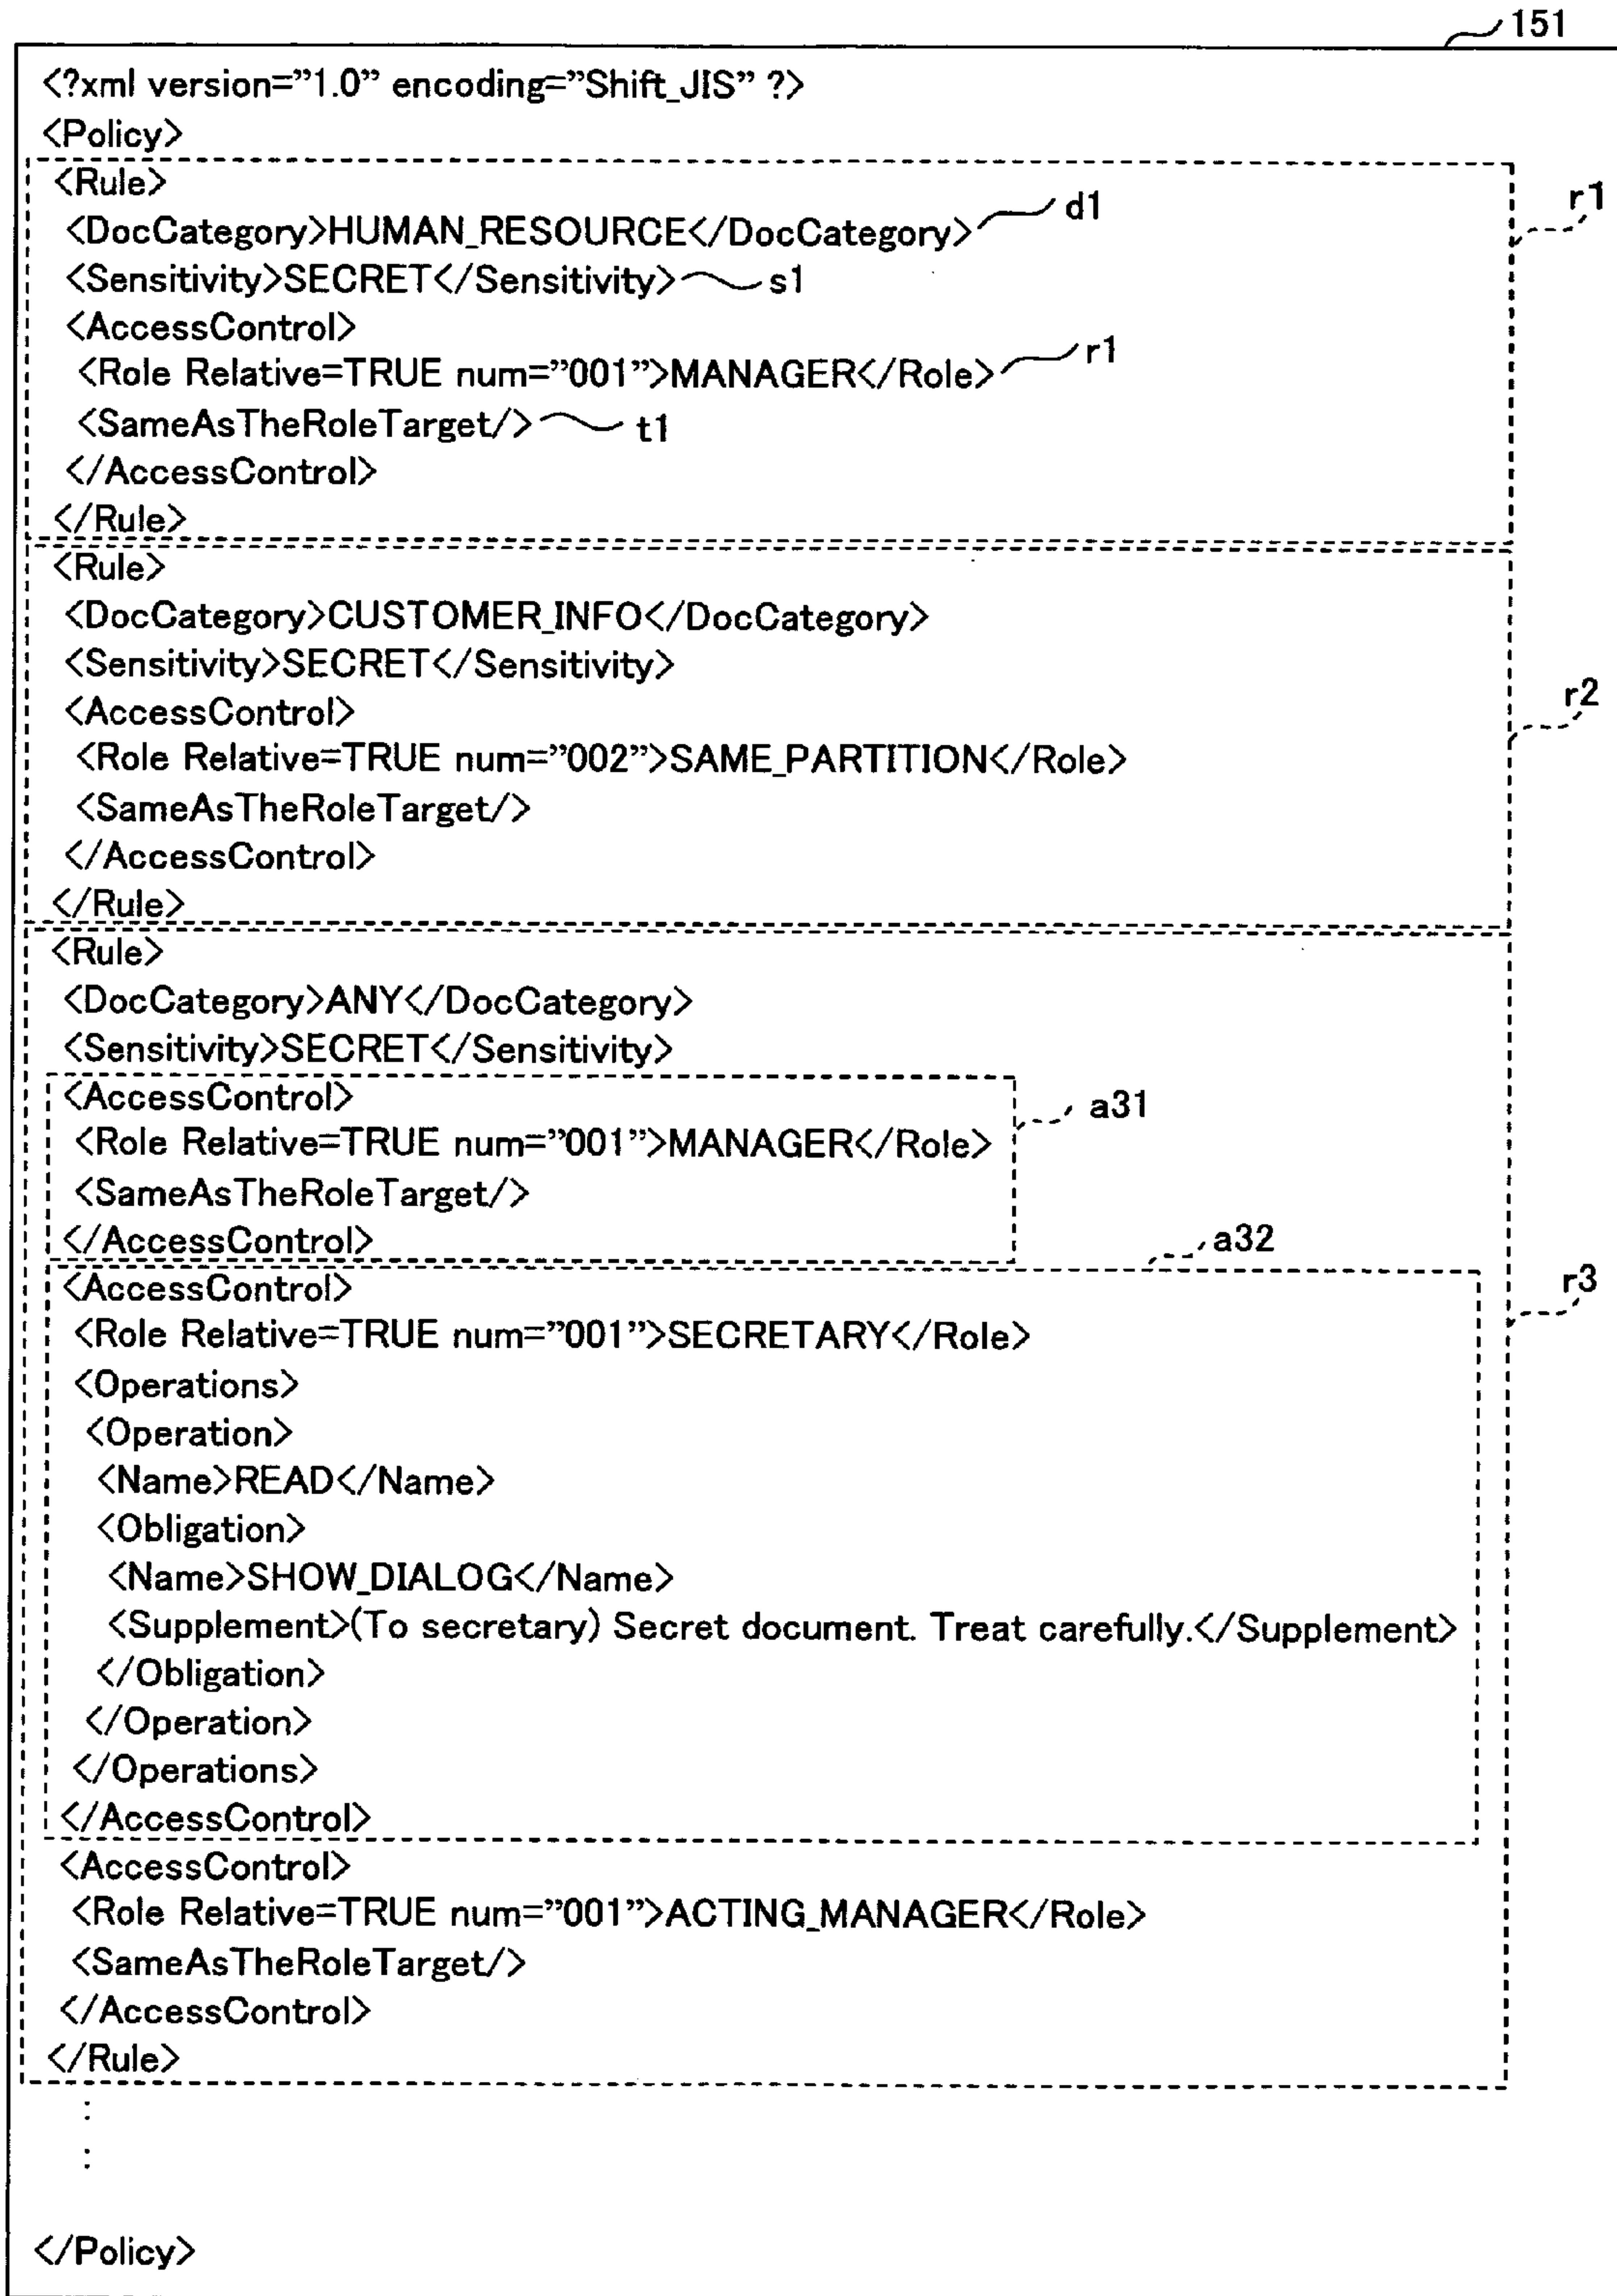 151
<?xml version=”1.0” encoding=”Shift_JIS” ?>
<Policy>
<Rule>
<DocCategory>HUMAN_RESOURCE</DocCategory> d1
r1
<Sensitivity>SECRET</Sensitivity> s1
<AccessControl>
<Role Relative=TRUE num=”001”>MANAGER</Role> r1
<SameAsTheRoleTarget/> t1
</AccessControl>
</Rule>
<Rule>
<DocCategory>CUSTOMER_INFO</DocCategory>
<Sensitivity>SECRET</Sensitivity>
r2
<AccessControl>
<Role Relative=TRUE num=”002”>SAME_PARTITION</Role>
<SameAsTheRoleTarget/>
</AccessControl>
</Rule>
<Rule>
<DocCategory>ANY</DocCategory>
<Sensitivity>SECRET</Sensitivity>
<AccessControl> a31
<Role Relative=TRUE num=”001”>MANAGER</Role>
<SameAsTheRoleTarget/>
</AccessControl> a32
<AccessControl> r3
<Role Relative=TRUE num=”001”>SECRETARY</Role>
<Operations>
<Operation>
<Name>READ</Name>
<Obligation>
<Name>SHOW_DIALOG</Name>
<Supplement>(To secretary) Secret document. Treat carefully.</Supplement>
</Obligation>
</Operation>
</Operations>
</AccessControl>
<AccessControl>
<Role Relative=TRUE num=”001”>ACTING_MANAGER</Role>
<SameAsTheRoleTarget/>
</AccessControl>
</Rule>
:
:
</Policy>